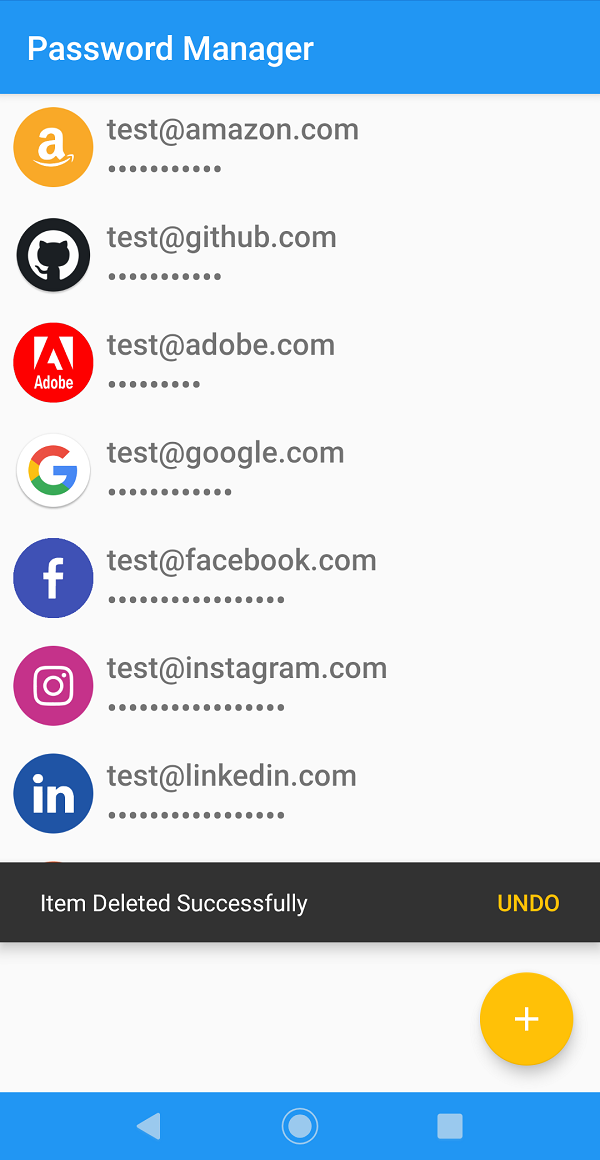 Password Manager
test@amazon.com
•••••••••••
test@github.com
•••••••••••
Adobe
test@adobe.com
•••••••••
test@google.com
••••••••••••
test@facebook.com
•••••••••••••••••
test@instagram.com
•••••••••••••••••
in
test@linkedin.com
•••••••••••••••••
Item Deleted Successfully
UNDO